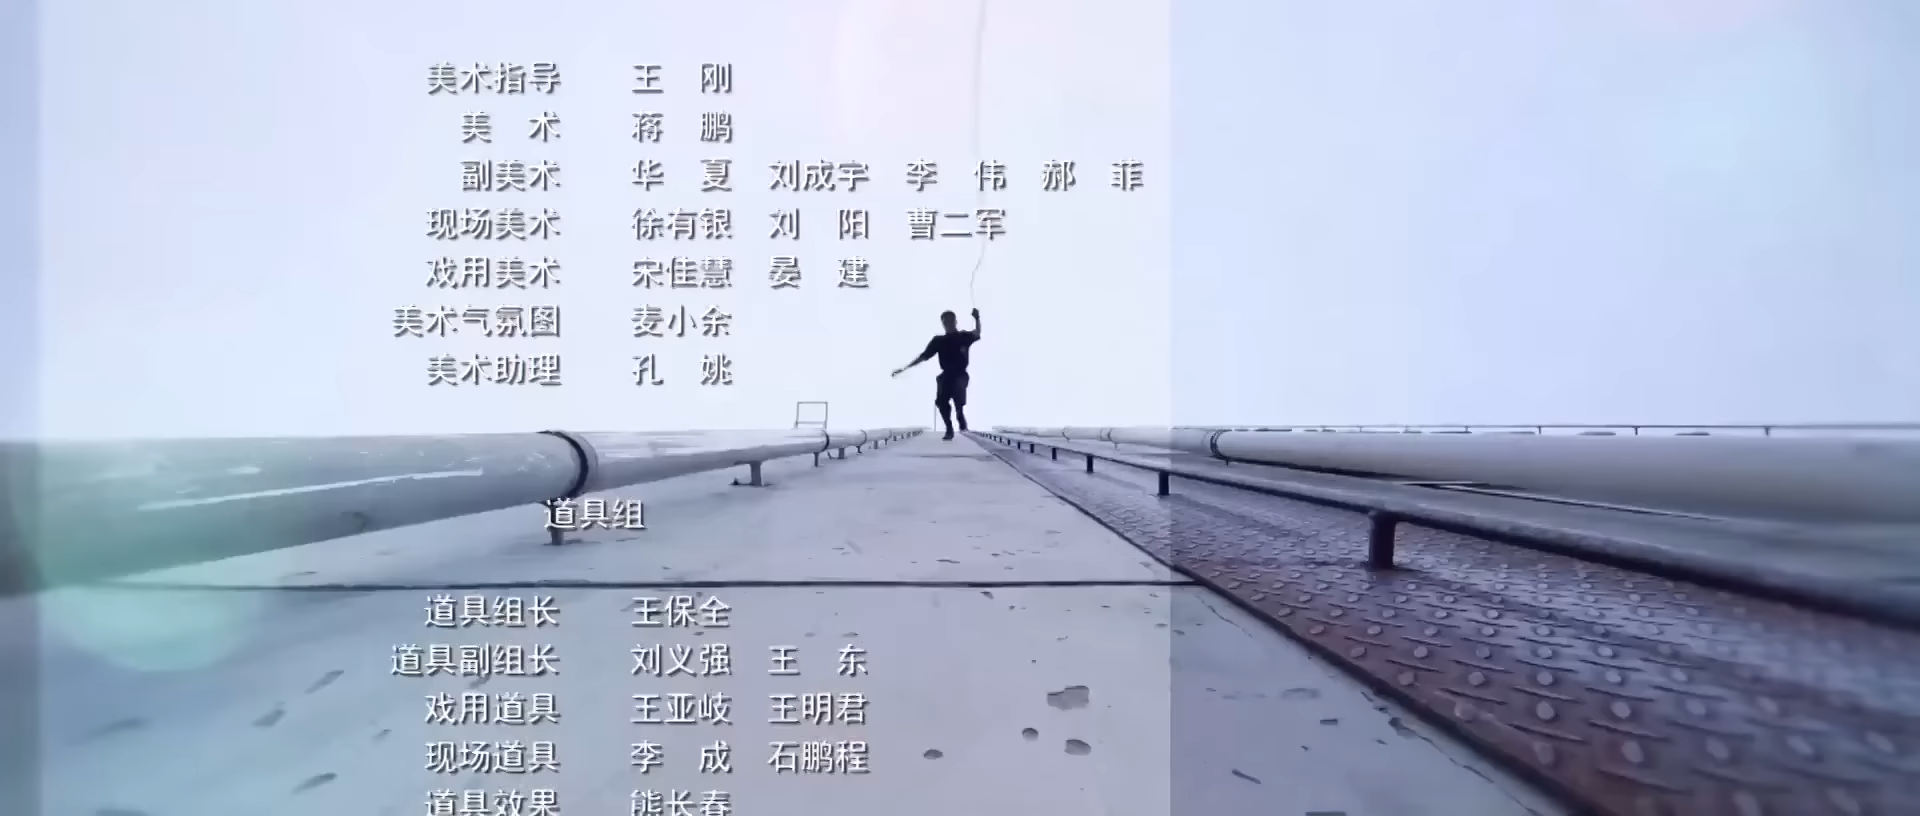 美术指导 王 刚
美 术 蒋 鹏
副美术 华 夏 刘成宇 李 伟 郝 菲
现场美术 徐有银 刘 阳 曹二军
戏用美术 宋佳慧 晏 建
美术气氛图 麦小余
美术助理 孔 姚
道具组
道具组长 王保全
道具副组长 刘义强 王 东
戏用道具 王亚岐 王明君
现场道具 李 成 石鹏程
道具效果 熊长春